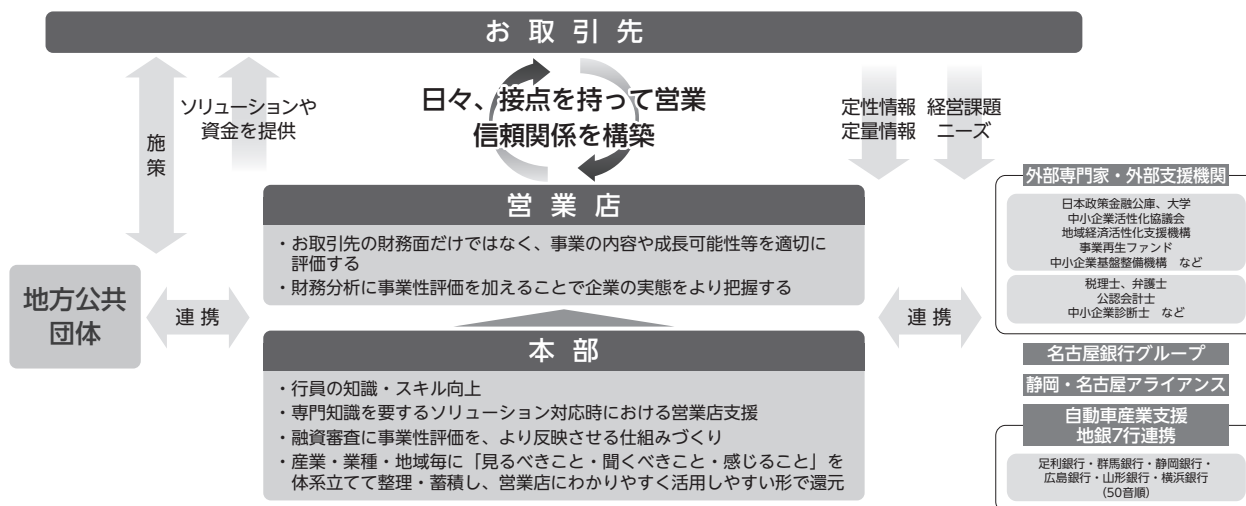 お取引先
施策
ソリューションや
資金を提供
日々、接点を持って営業
信頼関係を構築
定性情報
定量情報
経営課題
ニーズ
営業店
・お取引先の財務面だけではなく、事業の内容や成長可能性等を適切に
評価する
・財務分析に事業性評価を加えることで企業の実態をより把握する
地方公共
団体
連携
連携
本部
・行員の知識・スキル向上
・専門知識を要するソリューション対応時における営業店支援
・融資審査に事業性評価を、より反映させる仕組みづくり
・産業・業種・地域毎に「見るべきこと・聞くべきこと・感じること」を
体系立てて整理・蓄積し、営業店にわかりやすく活用しやすい形で還元
外部専門家・外部支援機関
日本政策金融公庫、大学
中小企業活性化協議会
地域経済活性化支援機構
事業再生ファンド
中小企業基盤整備機構 など
税理士、弁護士
公認会計士
中小企業診断士 など
名古屋銀行グループ
静岡・名古屋アライアンス
自動車産業支援
地銀7行連携
足利銀行・群馬銀行・静岡銀行・
広島銀行・山形銀行・横浜銀行
(50音順)